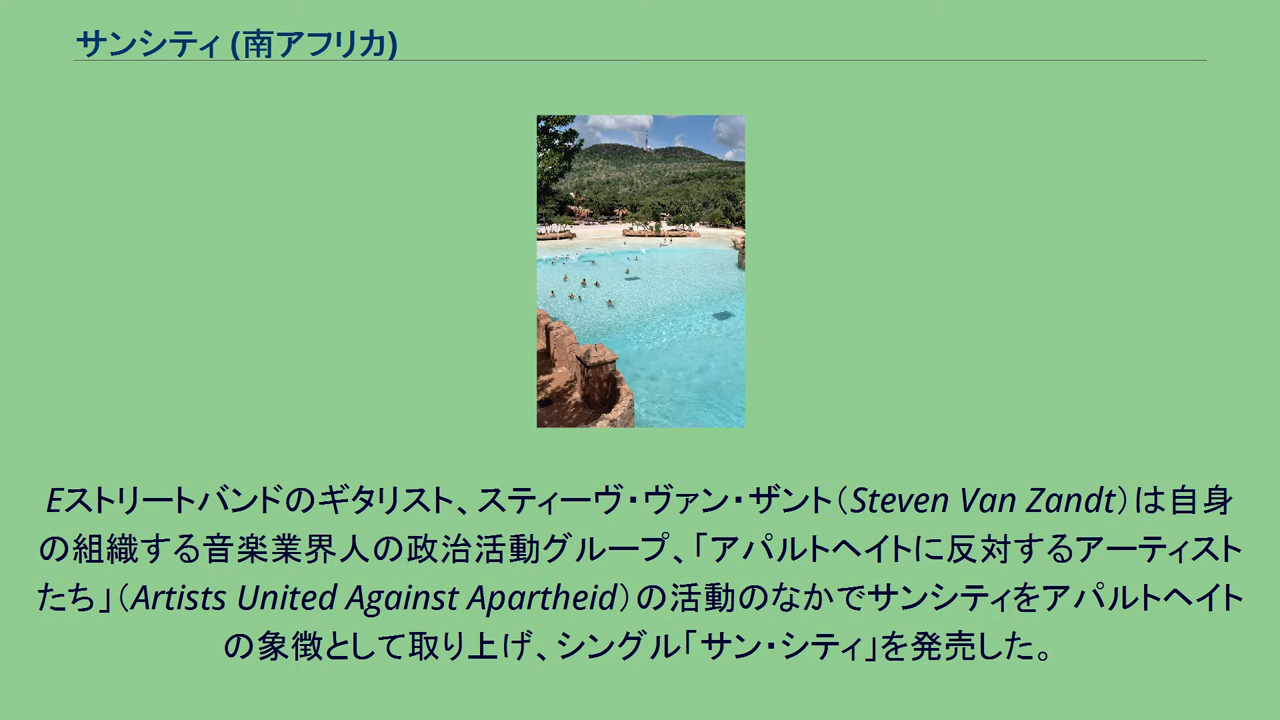 サンシティ (南アフリカ)
Eストリートバンドのギタリスト、スティーヴ・ヴァン・ザント（Steven Van Zandt）は自身
の組織する音楽業界人の政治活動グループ、「アパルトヘイトに反対するアーティスト
たち」（Artists United Against Apartheid）の活動のなかでサンシティをアパルトヘイト
の象徴として取り上げ、シングル「サン・シティ」を発売した。